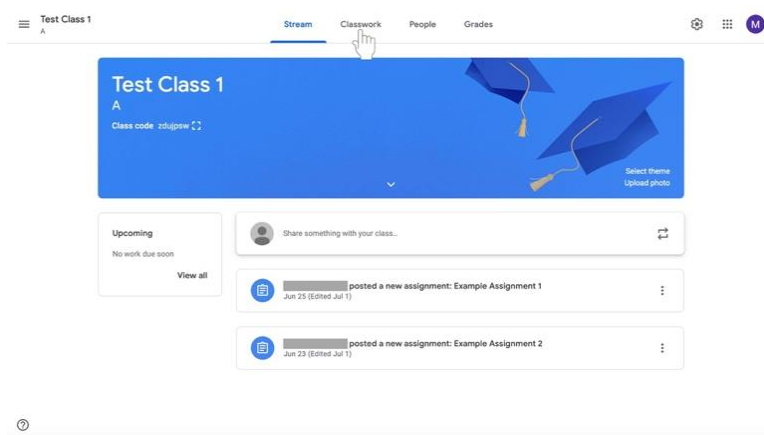 Test Class 1
A
Stream
Classwork
People
Grades
M
Test Class 1
A
Class code zdujpsw
Select theme
Upload photo
Upcoming
No work due soon
View all
Share something with your class...
posted a new assignment: Example Assignment 1
Jun 25 (Edited Jul 1)
posted a new assignment: Example Assignment 2
Jun 23 (Edited Jul 1)